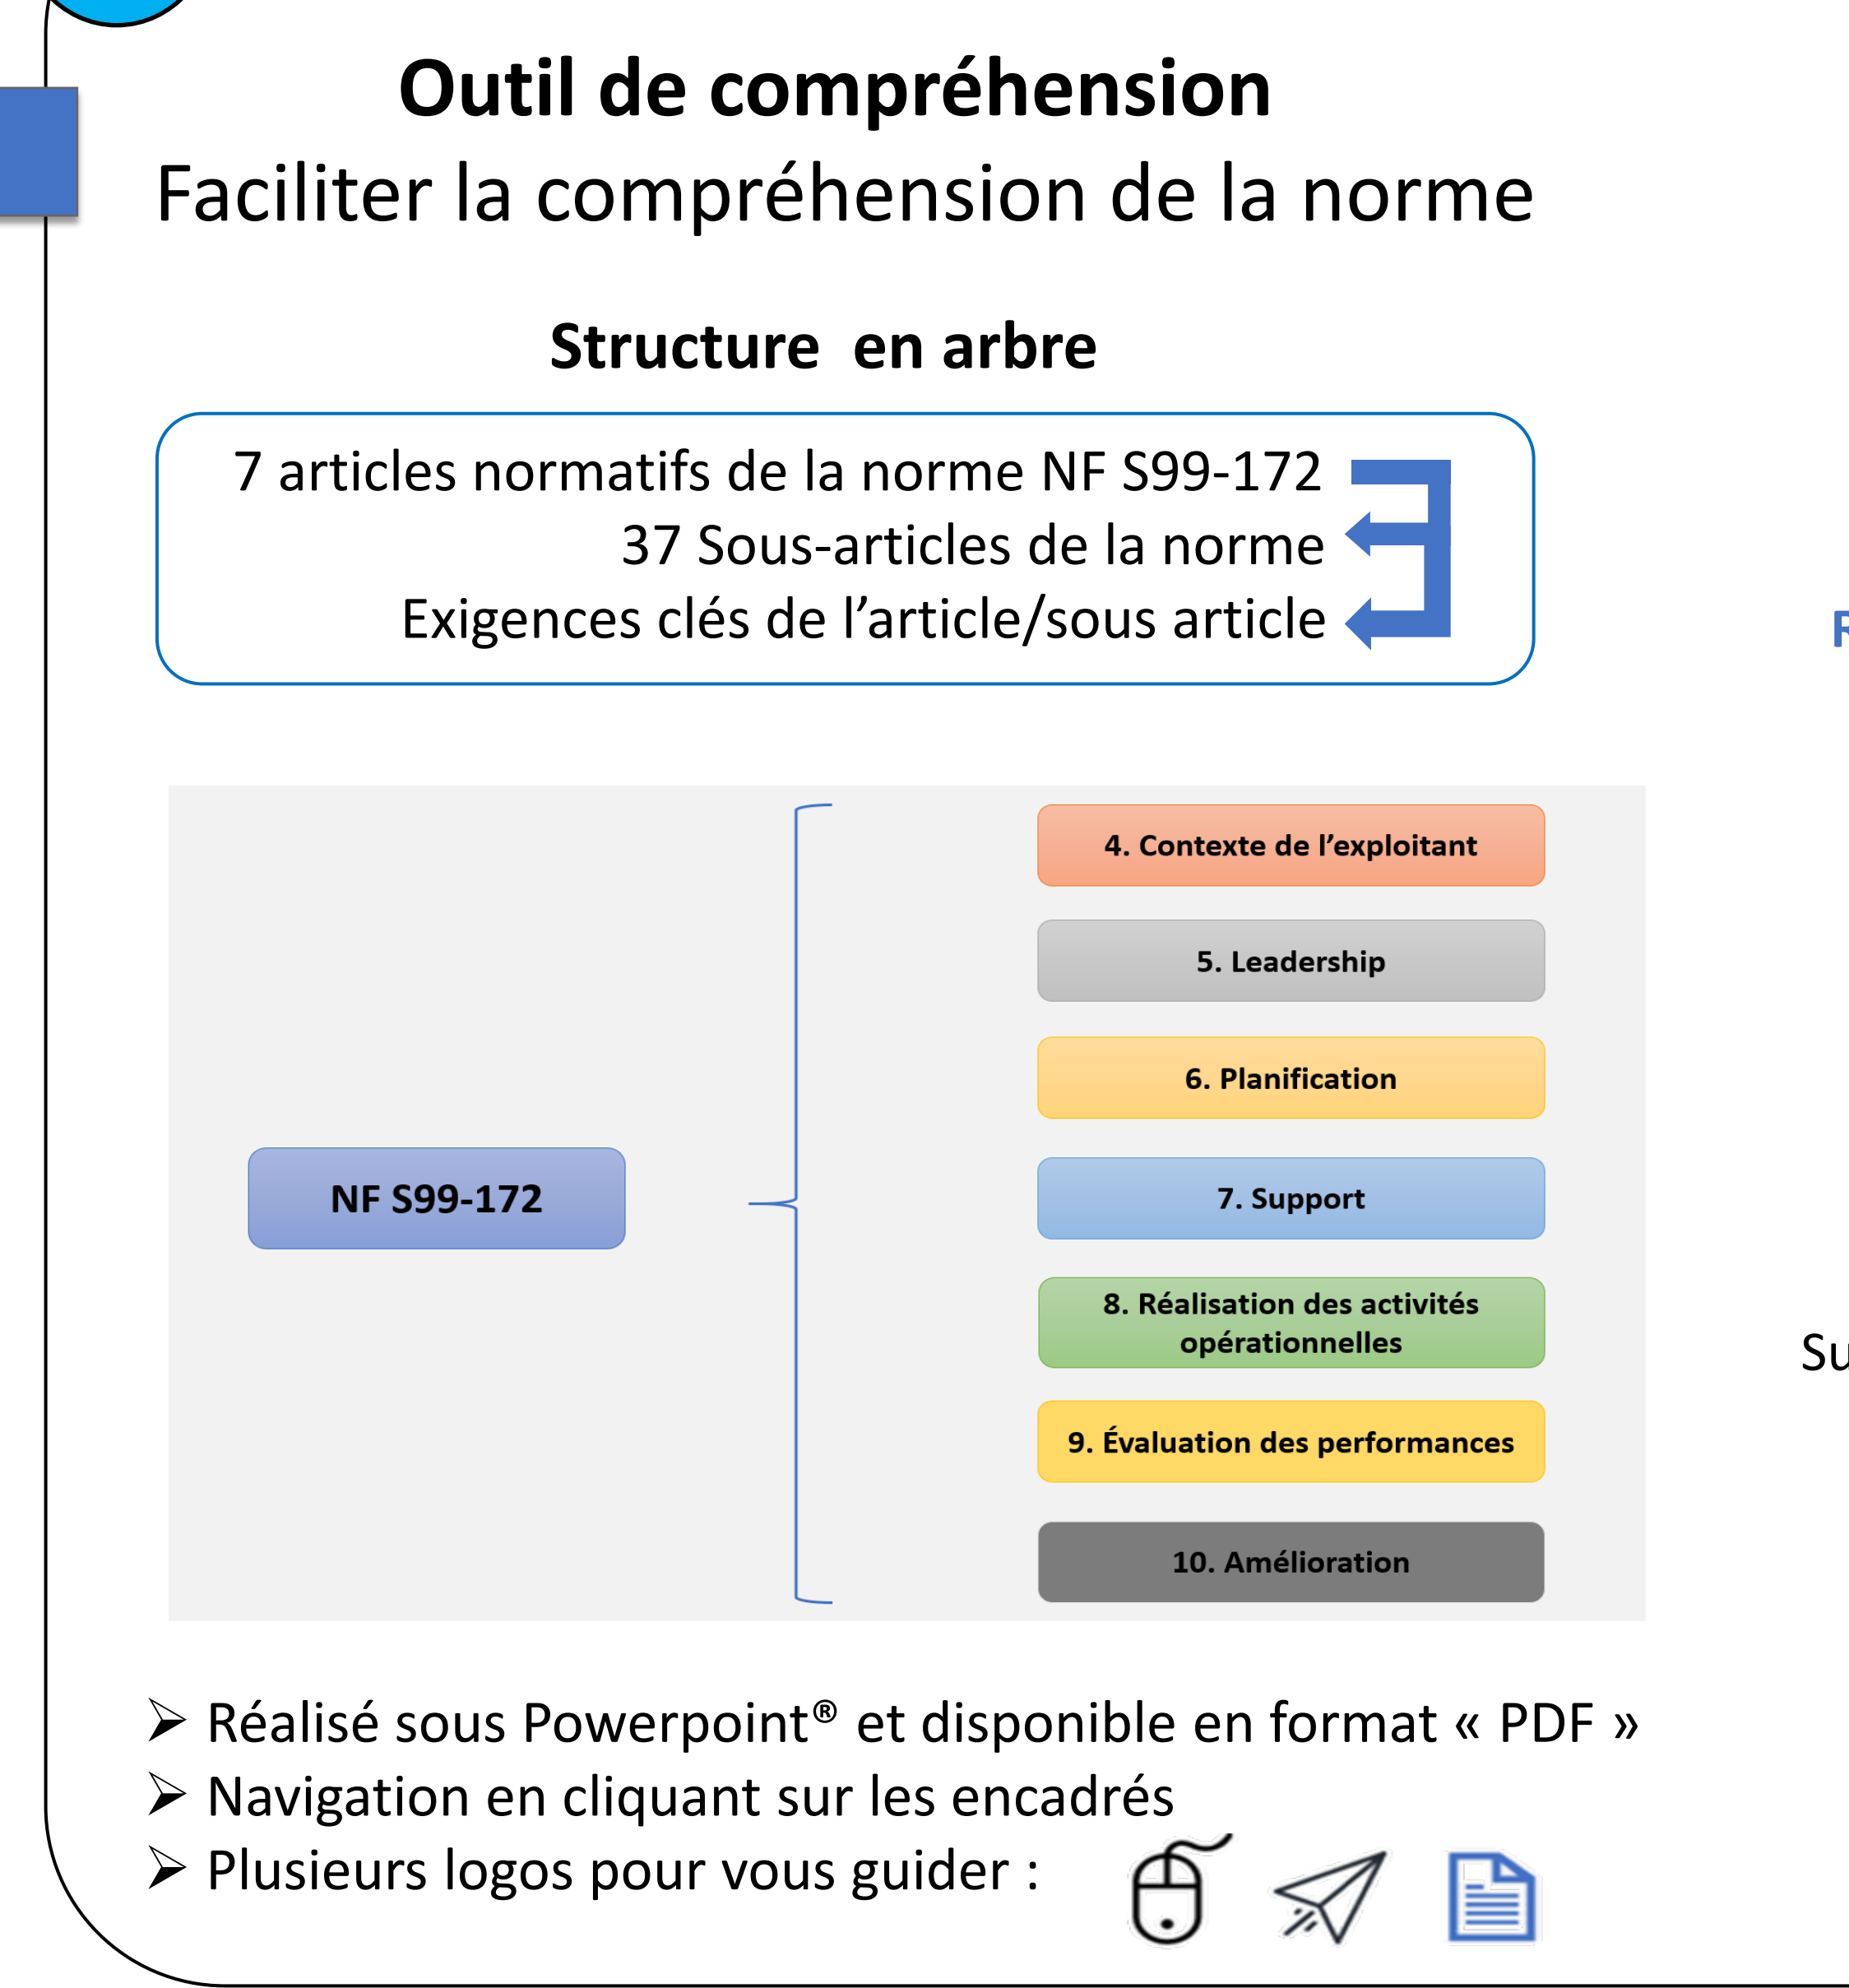 Outil de compréhension
Faciliter la compréhension de la norme
Structure en arbre
7 articles normatifs de la norme NF S99-172
37 Sous-articles de la norme
Exigences clés de l’article/sous article
4. Contexte de l’exploitant
5. Leadership
6. Planification
NF S99-172
7. Support
8. Réalisation des activités
opérationnelles
9. Évaluation des performances
10. Amélioration
➢ Réalisé sous Powerpoint® et disponible en format « PDF »
➢ Navigation en cliquant sur les encadrés
➢ Plusieurs logos pour vous guider :